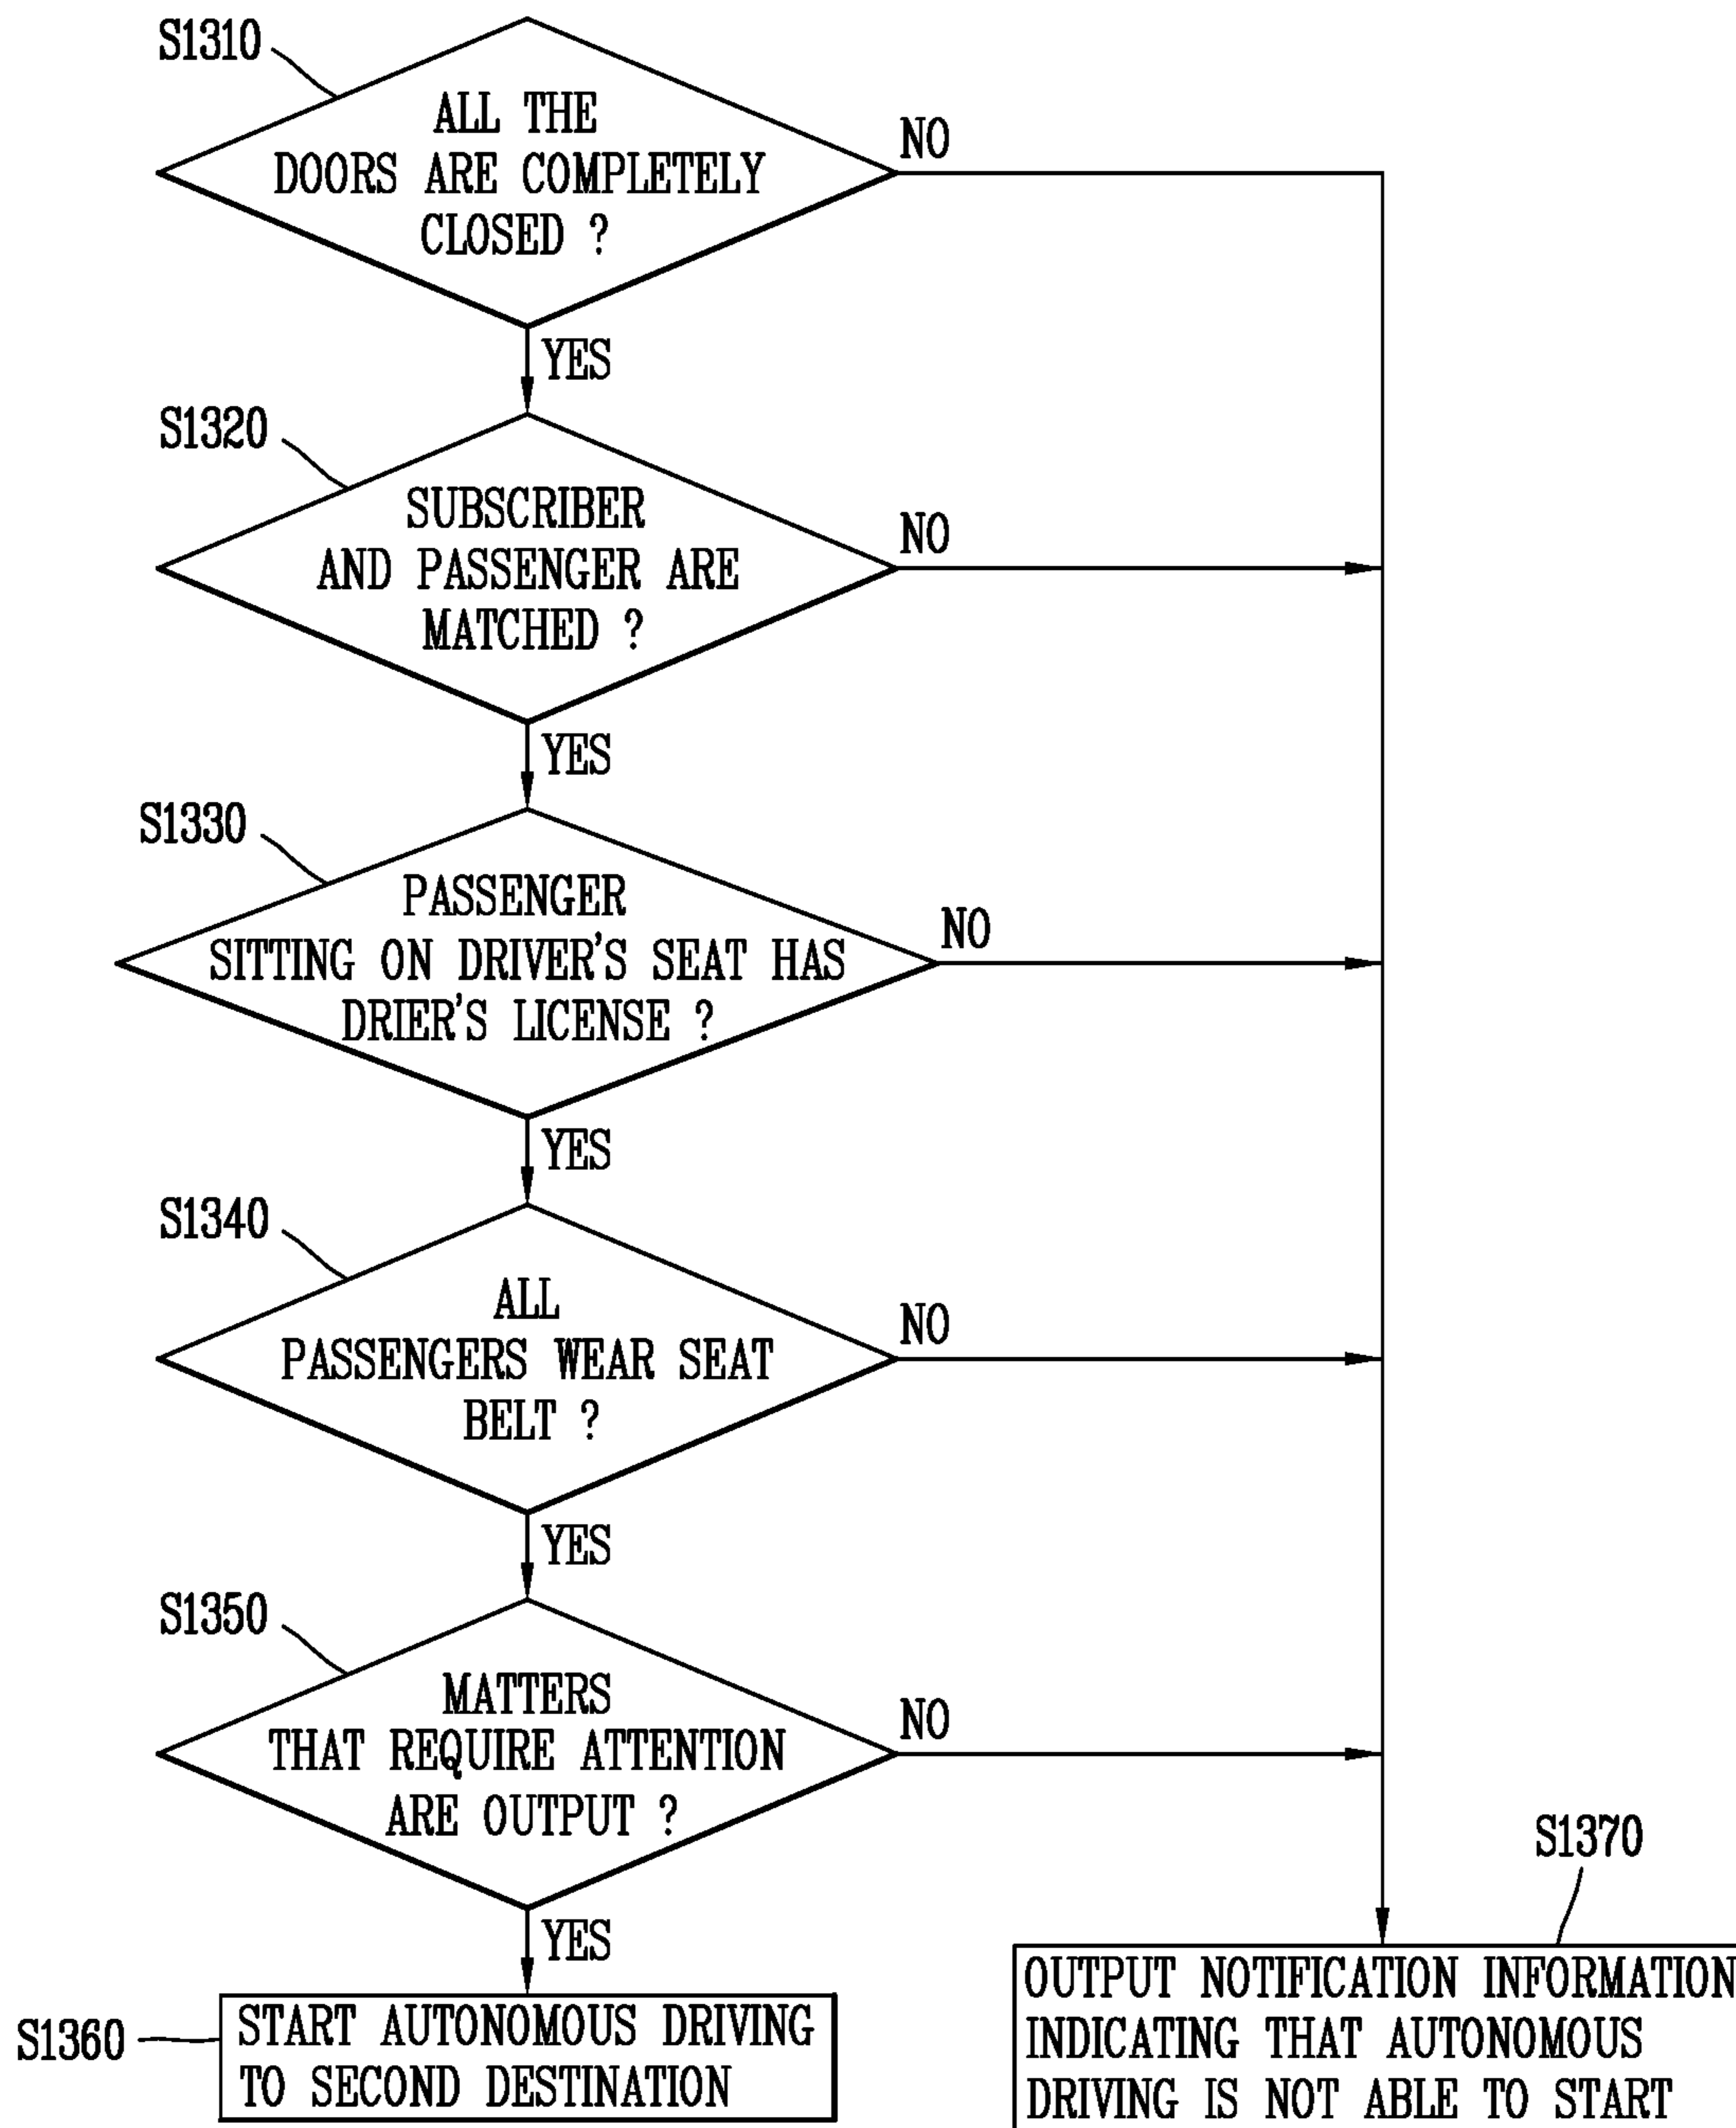 S1310
ALL THE
DOORS ARE COMPLETELY
CLOSED ?
NO
YES
S1320
SUBSCRIBER
AND PASSENGER ARE
MATCHED ?
NO
YES
S1330
PASSENGER
SITTING ON DRIVER'S SEAT HAS
DRIER'S LICENSE ?
NO
YES
S1340
ALL
PASSENGERS WEAR SEAT
BELT ?
NO
YES
S1350
MATTERS
THAT REQUIRE ATTENTION
ARE OUTPUT ?
NO
YES
S1360
START AUTONOMOUS DRIVING
TO SECOND DESTINATION
S1370
OUTPUT NOTIFICATION INFORMATION
INDICATING THAT AUTONOMOUS
DRIVING IS NOT ABLE TO START